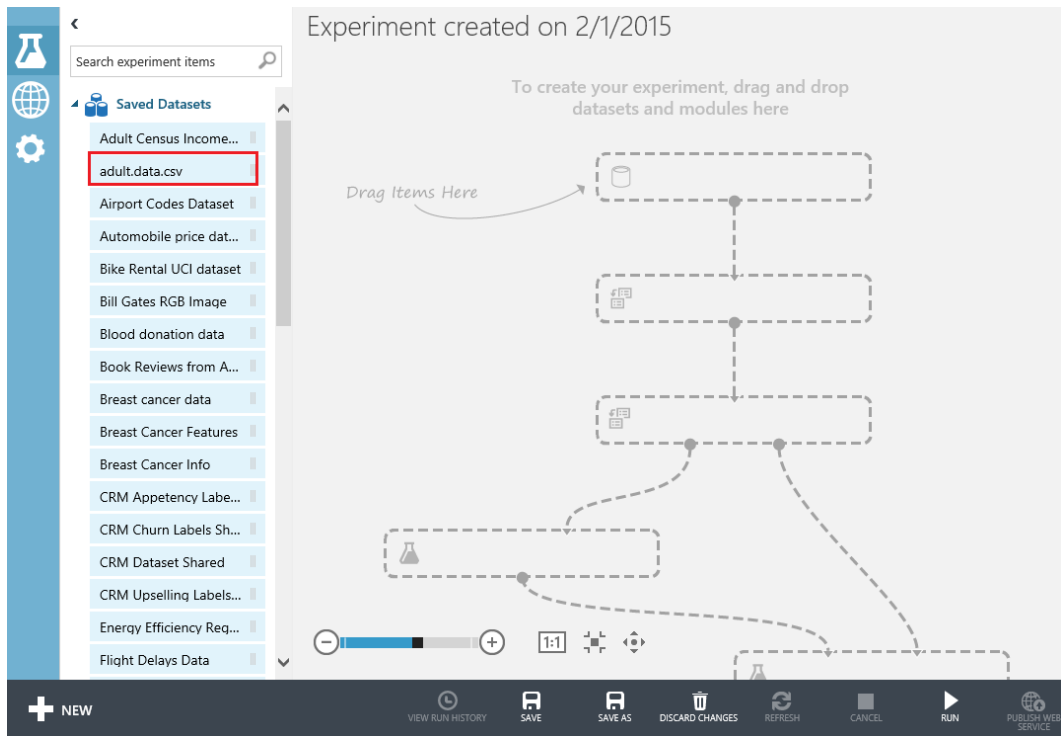 Experiment created on 2/1/2015
Search experiment items
Saved Datasets
Adult Census Income...
adult.data.csv
Airport Codes Dataset
Automobile price dat...
Bike Rental UCI dataset
Bill Gates RGB Image
Blood donation data
Book Reviews from A...
Breast cancer data
Breast Cancer Features
Breast Cancer Info
CRM Appetency Labe...
CRM Churn Labels Sh...
CRM Dataset Shared
CRM Upselling Labels...
Energy Efficiency Reg...
Flight Delays Data
To create your experiment, drag and drop
datasets and modules here
Drag Items Here
1:1
NEW
VIEW RUN HISTORY
SAVE
SAVE AS
DISCARD CHANGES
REFRESH
CANCEL
RUN
PUBLISH WEB
SERVICE